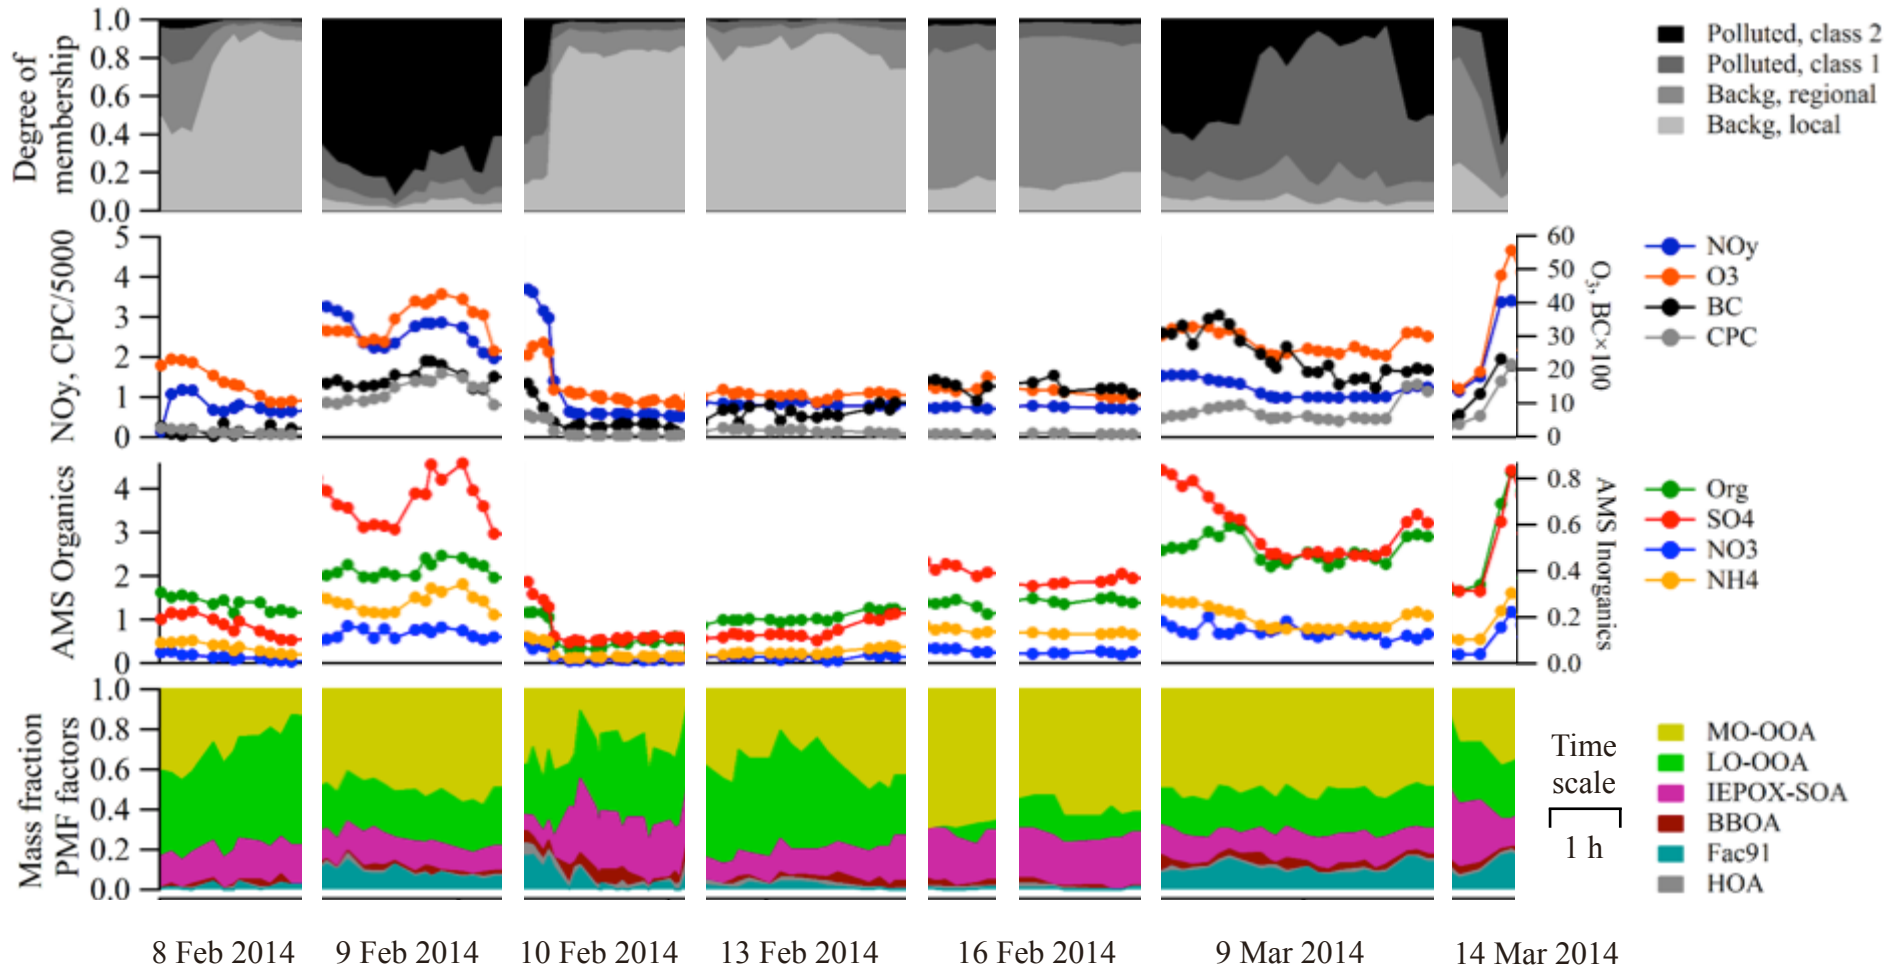 Degree of
membership
1.0
0.8
0.6
0.4
0.2
0.0
Polluted, class 2
Polluted, class 1
Backg, regional
Backg, local
NOy, CPC/5000
5
4
3
2
1
0
60
50
40
30
20
10
0
O3, BC×100
NOy
O3
BC
CPC
AMS Organics
4
3
2
1
0
0.8
0.6
0.4
0.2
0.0
AMS Inorganics
Org
SO4
NO3
NH4
Mass fraction
PMF factors
1.0
0.8
0.6
0.4
0.2
0.0
Time
scale
1 h
MO-OOA
LO-OOA
IEPOX-SOA
BBOA
Fac91
HOA
8 Feb 2014
9 Feb 2014
10 Feb 2014
13 Feb 2014
16 Feb 2014
9 Mar 2014
14 Mar 2014